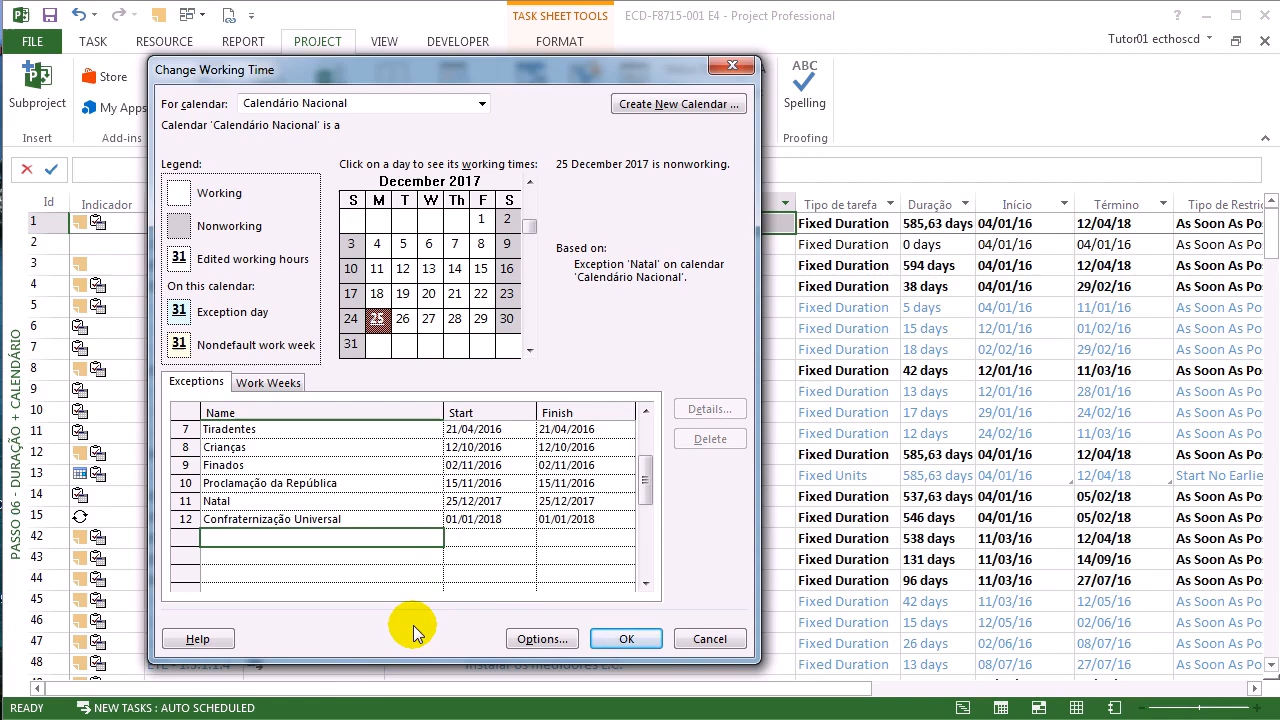 TASK SHEET TOOLS
ECD-F8715-001 E4 - Project Professional
FILE
TASK
RESOURCE
REPORT
PROJECT
VIEW
DEVELOPER
FORMAT
Tutor01 ecthoscd
Subproject
Store
My Apps
Insert
Add-ins
ABC
Spelling
Proofing
Change Working Time
For calendar:
Calendário Nacional
Create New Calendar ...
Calendar 'Calendário Nacional' is a
Legend:
Working
Nonworking
31 Edited working hours
On this calendar:
31 Exception day
31 Nondefault work week
Click on a day to see its working times:
December 2017
S M T W Th F S
1 2
3 4 5 6 7 8 9
10 11 12 13 14 15 16
17 18 19 20 21 22 23
24 25 26 27 28 29 30
31
25 December 2017 is nonworking.
Based on:
Exception 'Natal' on calendar
'Calendário Nacional'.
Exceptions
Work Weeks
Name Start Finish
7 Tiradentes 21/04/2016 21/04/2016
8 Crianças 12/10/2016 12/10/2016
9 Finados 02/11/2016 02/11/2016
10 Proclamação da República 15/11/2016 15/11/2016
11 Natal 25/12/2017 25/12/2017
12 Confraternização Universal 01/01/2018 01/01/2018
Details...
Delete
Help
Options...
OK
Cancel
PASSO 06 - DURAÇÃO + CALENDÁRIO
Id Indicador Tipo de tarefa Duração Início Término Tipo de Restriç
1 Fixed Duration 585,63 days 04/01/16 12/04/18 As Soon As Po
2 Fixed Duration 0 days 04/01/16 04/01/16 As Soon As Po
3 Fixed Duration 594 days 04/01/16 12/04/18 As Soon As Po
4 Fixed Duration 38 days 04/01/16 29/02/16 As Soon As Po
5 Fixed Duration 5 days 04/01/16 11/01/16 As Soon As Po
6 Fixed Duration 15 days 12/01/16 01/02/16 As Soon As Po
7 Fixed Duration 18 days 02/02/16 29/02/16 As Soon As Po
8 Fixed Duration 42 days 12/01/16 11/03/16 As Soon As Po
9 Fixed Duration 13 days 12/01/16 28/01/16 As Soon As Po
10 Fixed Duration 17 days 29/01/16 24/02/16 As Soon As Po
11 Fixed Duration 12 days 24/02/16 11/03/16 As Soon As Po
12 Fixed Duration 585,63 days 04/01/16 12/04/18 As Soon As Po
13 Fixed Units 585,63 days 04/01/16 12/04/18 Start No Earlie
14 Fixed Duration 537,63 days 04/01/16 05/02/18 As Soon As Po
15 Fixed Duration 546 days 04/01/16 05/02/18 As Soon As Po
42 Fixed Duration 538 days 11/03/16 12/04/18 As Soon As Po
43 Fixed Duration 131 days 11/03/16 14/09/16 As Soon As Po
44 Fixed Duration 96 days 11/03/16 27/07/16 As Soon As Po
45 Fixed Duration 42 days 11/03/16 12/05/16 As Soon As Po
46 Fixed Duration 15 days 12/05/16 02/06/16 As Soon As Po
47 Fixed Duration 26 days 02/06/16 08/07/16 As Soon As Po
48 Fixed Duration 13 days 08/07/16 27/07/16 As Soon As Po
READY
NEW TASKS : AUTO SCHEDULED